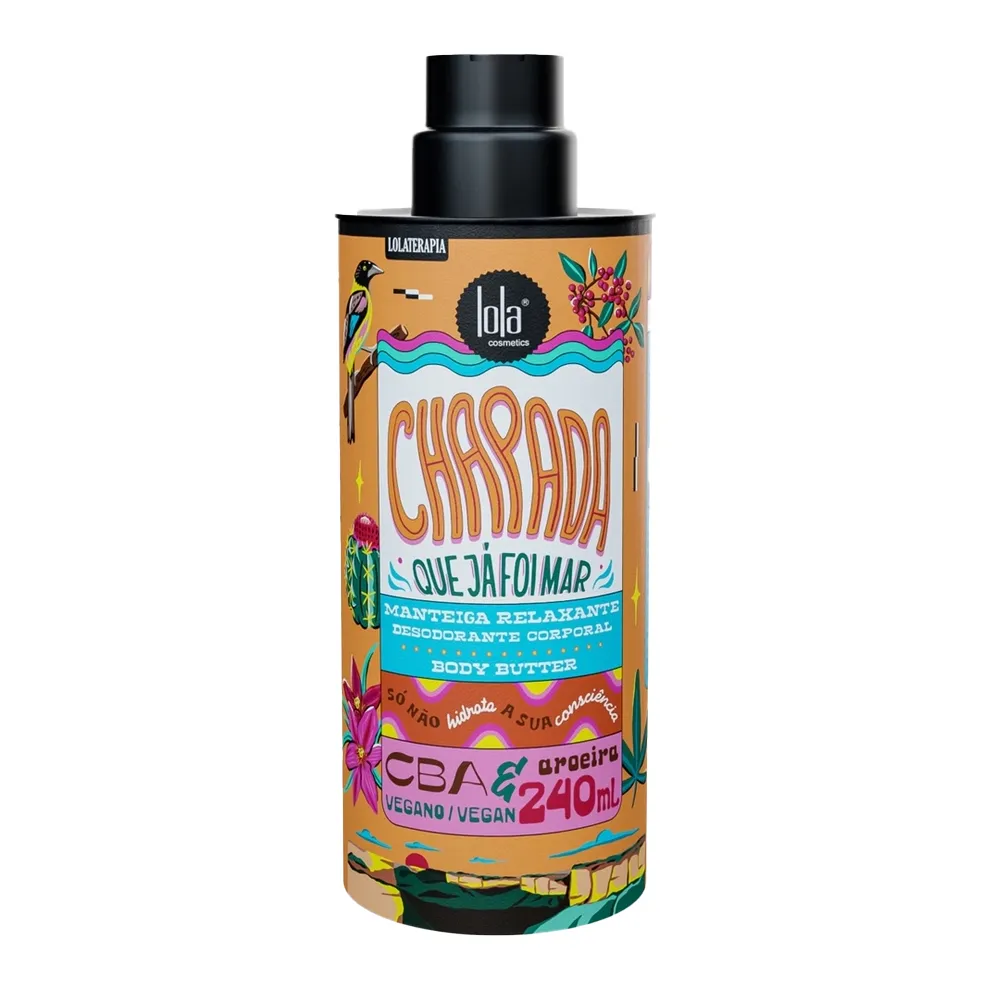 LOLATERAPIA
lola®
cosmetics
CHAPADA
QUE JÁ FOI MAR
MANTEIGA RELAXANTE
DESODORANTE CORPORAL
BODY BUTTER
SÓ NÃO hidrata A SUA consciência
CBA & aroeira
VEGANO / VEGAN 240mL